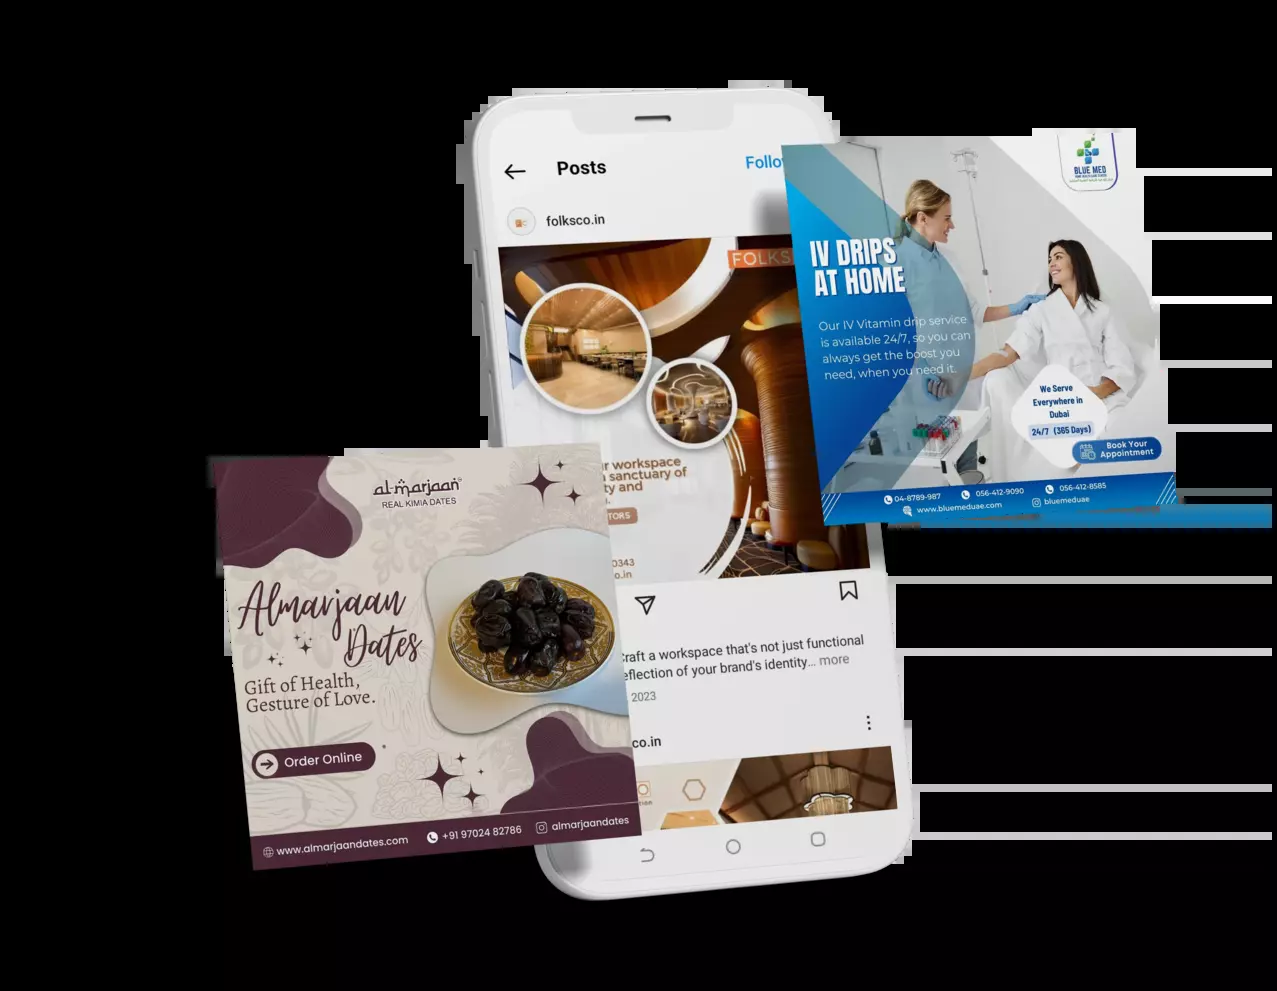 Posts
folksco.in
FOLKS
r workspace
sanctuary of
ty and
TORS
0343
co.in
raft a workspace that's not just functional
eflection of your brand's identity... more
2023
co.in
BLUE MED
IV DRIPS
AT HOME
Our IV Vitamin drip service
is available 24/7, so you can
always get the boost you
need, when you need it.
We Serve
Everywhere in
Dubai
24/7 (365 Days)
Book Your
Appointment
04-8789-987
056-412-9090
056-412-8585
www.bluemeduae.com
bluemeduae
al-marjaan
REAL KIMIA DATES
Almarjaan
Dates
Gift of Health,
Gesture of Love.
Order Online
www.almarjaandates.com
+91 97024 82786
almarjaandates